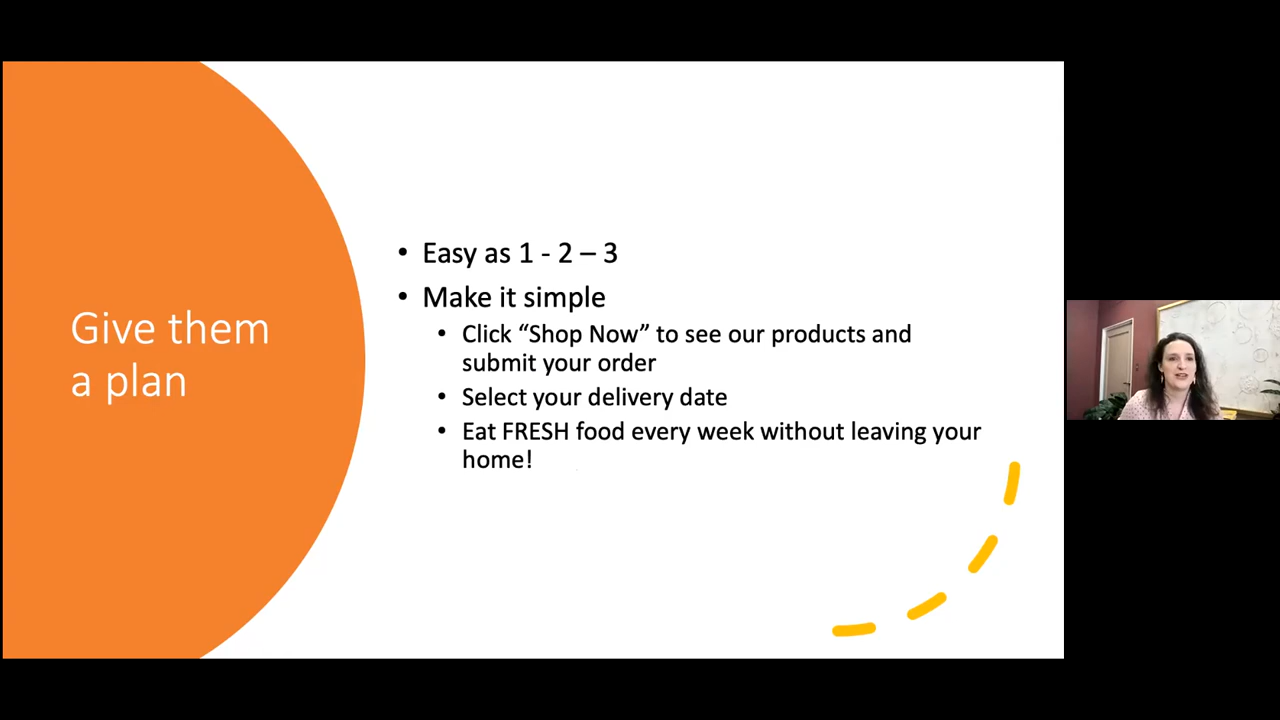 Give them
a plan
• Easy as 1 - 2 – 3
• Make it simple
• Click “Shop Now” to see our products and
submit your order
• Select your delivery date
• Eat FRESH food every week without leaving your
home!